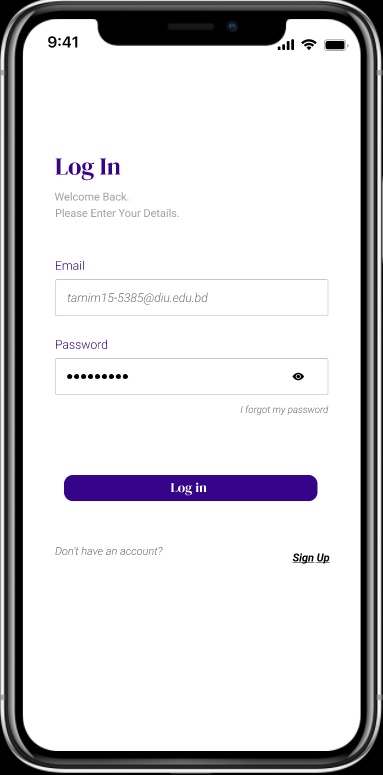 9:41
Log In
Welcome Back.
Please Enter Your Details.
Email
tamim15-5385@diu.edu.bd
Password
I forgot my password
Log in
Don't have an account?
Sign Up